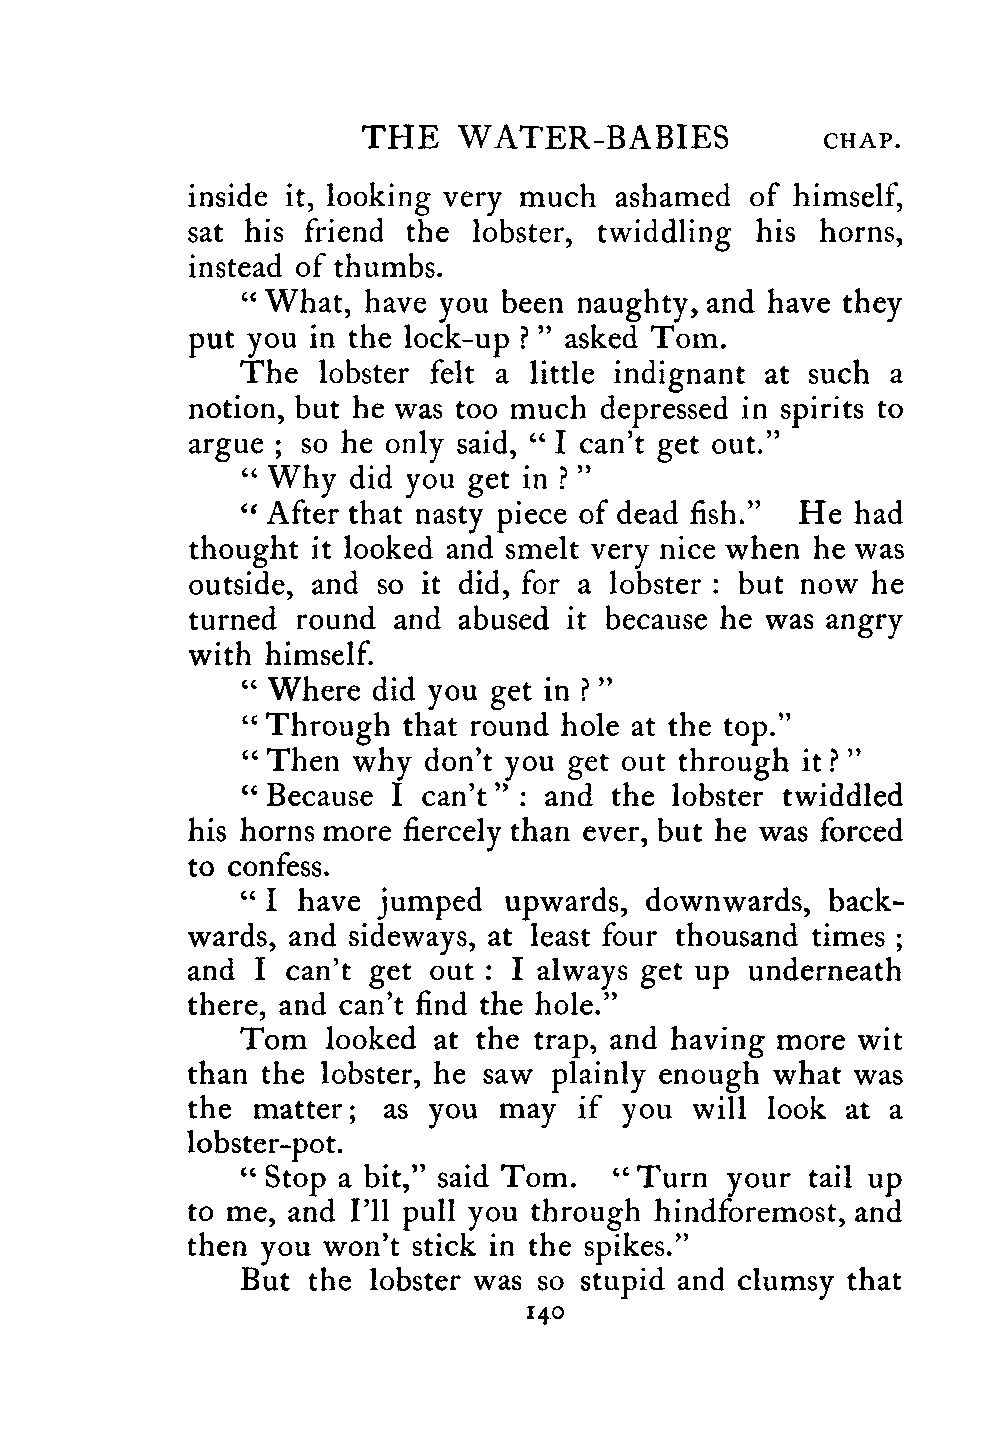 THE WATER-BABIES CHAP.
inside it, looking very much ashamed of himself,
sat his friend the lobster, twiddling his horns,
instead of thumbs.
“ What, have you been naughty, and have they
put you in the lock-up ? ” asked Tom.
The lobster felt a little indignant at such a
notion, but he was too much depressed in spirits to
argue ; so he only said, “ I can’t get out.”
“ Why did you get in ? ”
“ After that nasty piece of dead fish.” He had
thought it looked and smelt very nice when he was
outside, and so it did, for a lobster : but now he
turned round and abused it because he was angry
with himself.
“ Where did you get in ? ”
“ Through that round hole at the top.”
“ Then why don’t you get out through it ? ”
“ Because I can’t ” : and the lobster twiddled
his horns more fiercely than ever, but he was forced
to confess.
“ I have jumped upwards, downwards, back-
wards, and sideways, at least four thousand times ;
and I can’t get out : I always get up underneath
there, and can’t find the hole.”
Tom looked at the trap, and having more wit
than the lobster, he saw plainly enough what was
the matter ; as you may if you will look at a
lobster-pot.
“ Stop a bit,” said Tom. “ Turn your tail up
to me, and I’ll pull you through hindforemost, and
then you won’t stick in the spikes.”
But the lobster was so stupid and clumsy that
140